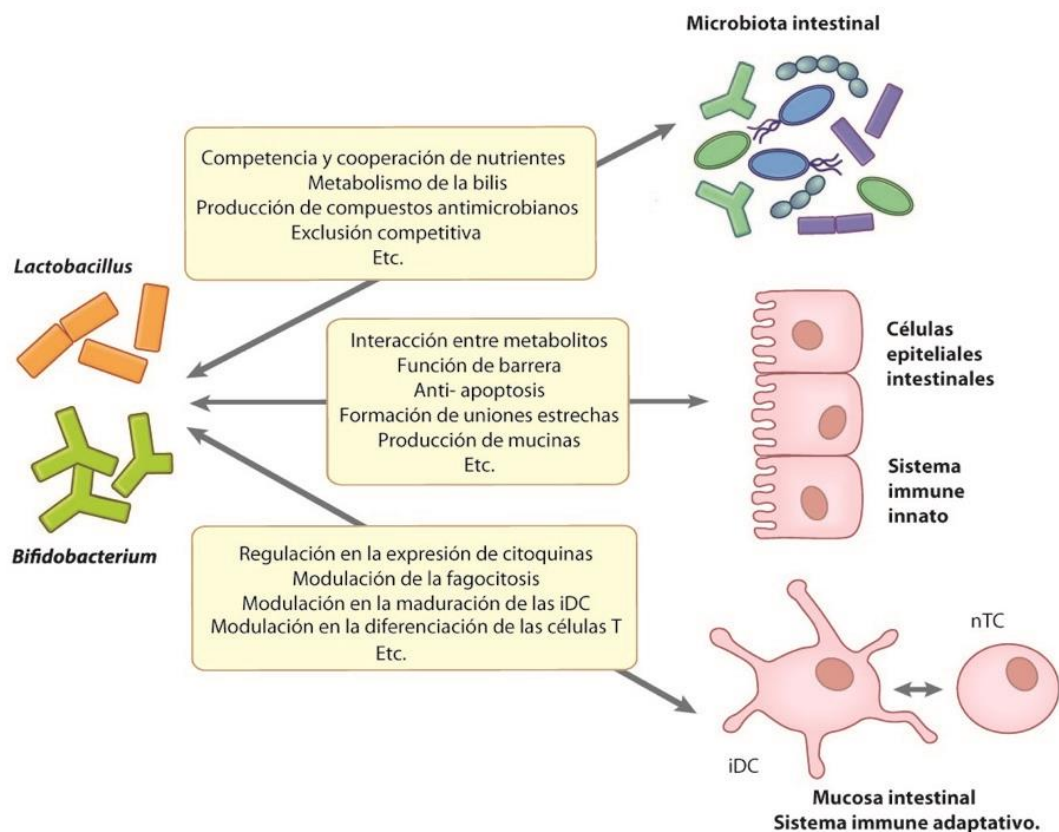 Microbiota intestinal
Competencia y cooperación de nutrientes
Metabolismo de la bilis
Producción de compuestos antimicrobianos
Exclusión competitiva
Etc.
Lactobacillus
Interacción entre metabolitos
Función de barrera
Anti- apoptosis
Formación de uniones estrechas
Producción de mucinas
Etc.
Células
epiteliales
intestinales
Sistema
immune
innato
Bifidobacterium
Regulación en la expresión de citoquinas
Modulación de la fagocitosis
Modulación en la maduración de las iDC
Modulación en la diferenciación de las células T
Etc.
nTC
iDC
Mucosa intestinal
Sistema immune adaptativo.